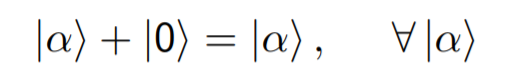 |α⟩ + |0⟩ = |α⟩ ,   ∀ |α⟩